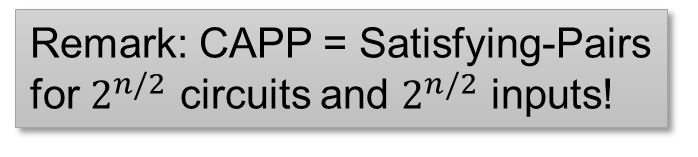 Remark: CAPP = Satisfying-Pairs
for 2^{n/2} circuits and 2^{n/2} inputs!